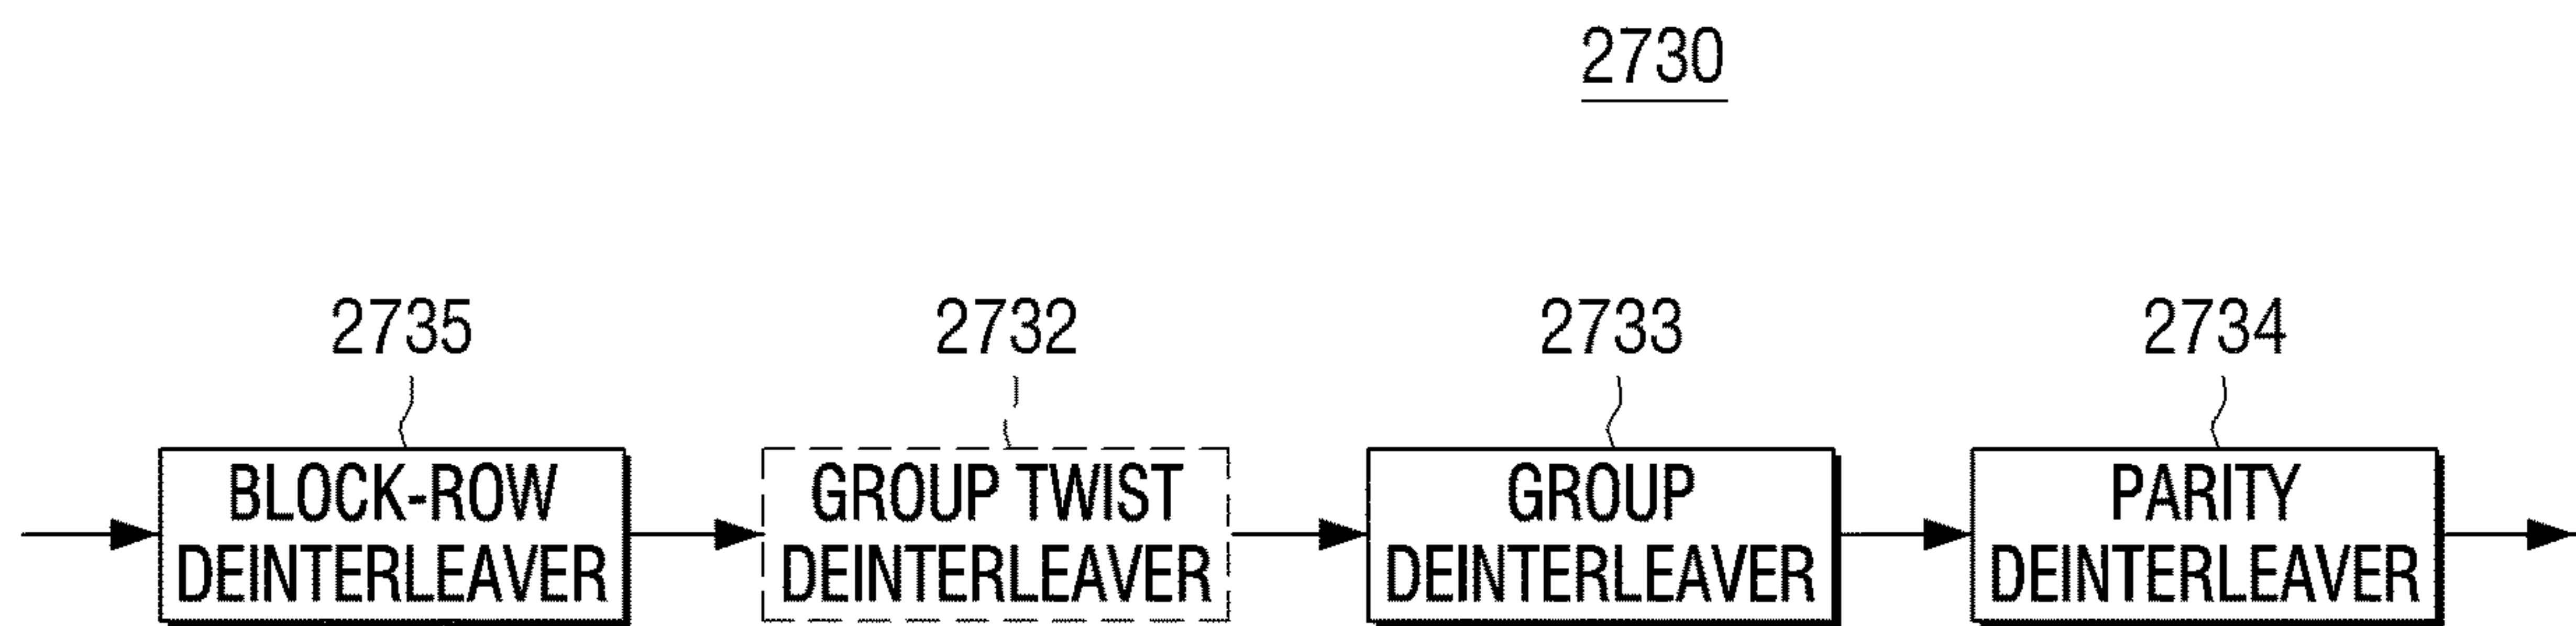 2730
2735
2732
2733
2734
BLOCK-ROW
DEINTERLEAVER
GROUP TWIST
DEINTERLEAVER
GROUP
DEINTERLEAVER
PARITY
DEINTERLEAVER